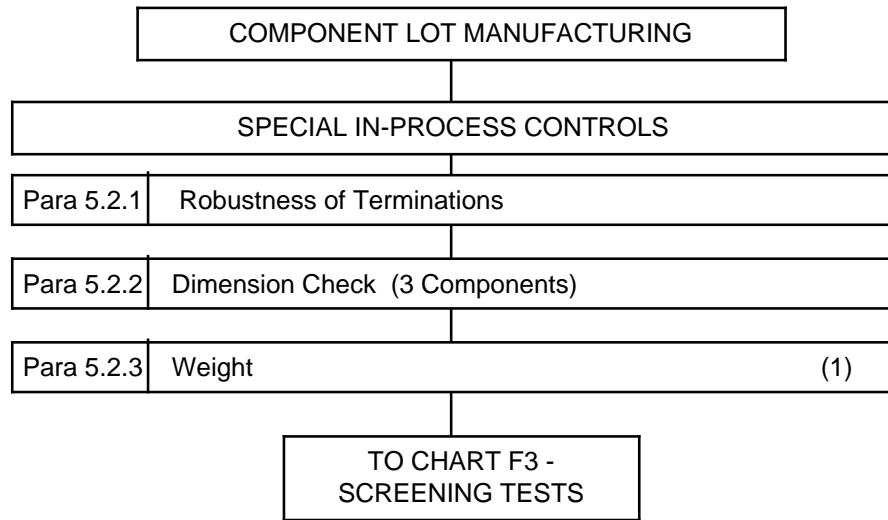 COMPONENT LOT MANUFACTURING
SPECIAL IN-PROCESS CONTROLS
Para 5.2.1 Robustness of Terminations
Para 5.2.2 Dimension Check (3 Components)
Para 5.2.3 Weight (1)
TO CHART F3 -
SCREENING TESTS